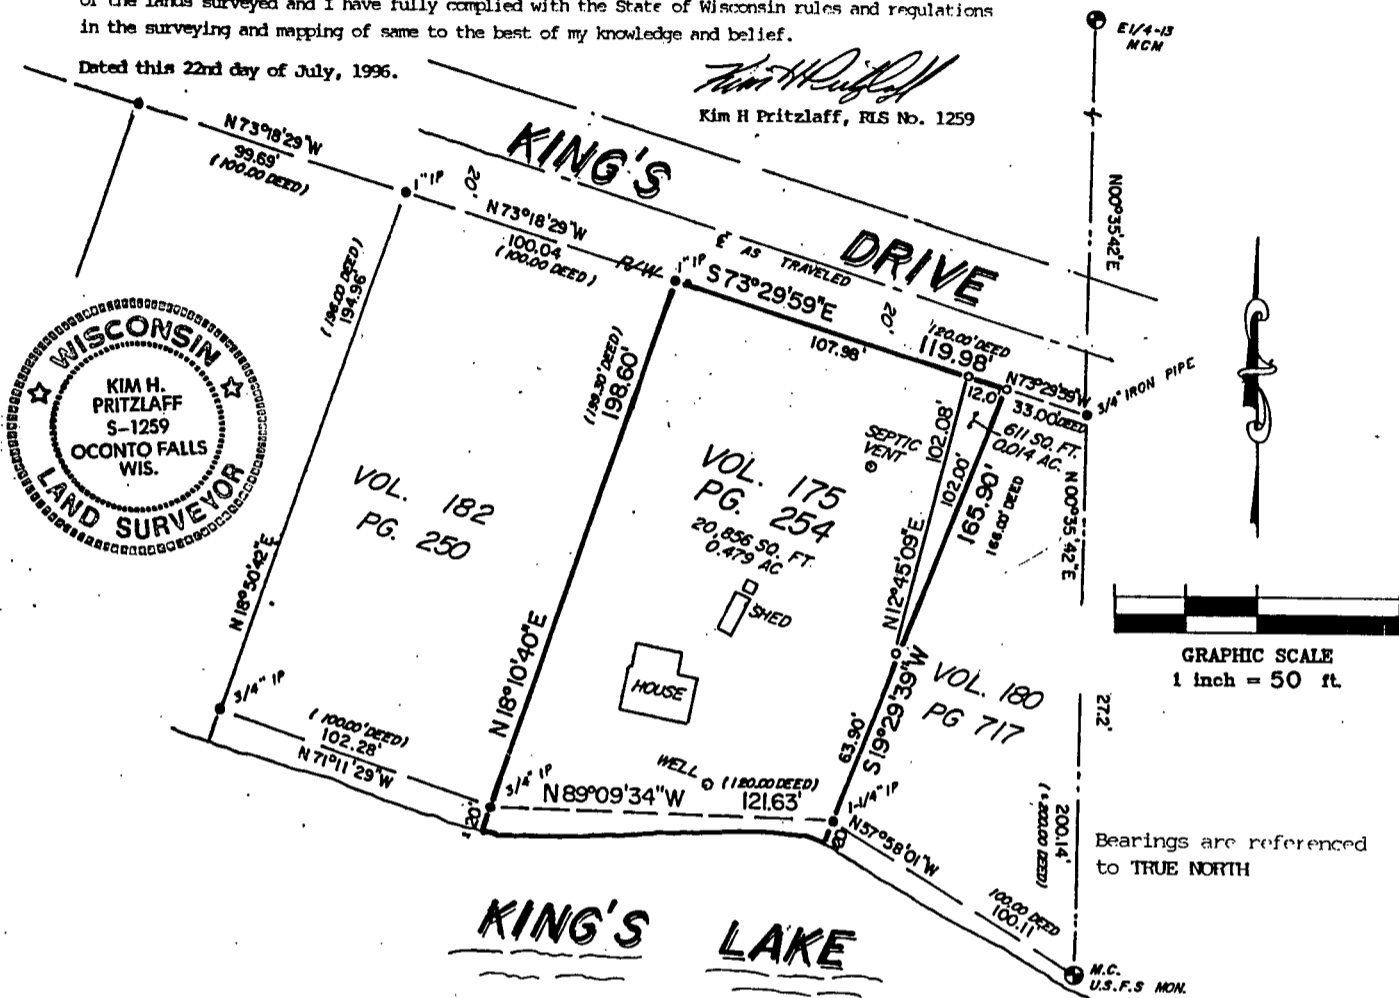 of the lands surveyed and I have fully complied with the State of Wisconsin rules and regulations
in the surveying and mapping of same to the best of my knowledge and belief.
Dated this 22nd day of July, 1996.
Kim H Pritzlaff
Kim H Pritzlaff, RLS No. 1259
E1/4-13
MCM
N00°35'42"E
N73°18'29"W
99.69'
(100.00 DEED)
1" IP
20'
N73°18'29"W
100.04
(100.00 DEED)
KING'S
DRIVE
℄ AS TRAVELED
R/W
1" IP
S73°29'59"E
107.98'
20'
120.00' DEED
119.98'
12.0'
N73°29'59"W
33.00 DEED
3/4" IRON PIPE
611 SQ. FT.
0.014 AC.
N00°35'42"E
WISCONSIN
KIM H.
PRITZLAFF
S-1259
OCONTO FALLS
WIS.
LAND SURVEYOR
(196.00 DEED)
194.96'
N18°50'42"E
VOL. 182
PG. 250
(199.30' DEED)
198.60'
N18°10'40"E
VOL. 175
PG. 254
20,856 SQ. FT.
0.479 AC
SEPTIC
VENT
102.08'
N12°45'09"E
102.00'
165.90'
166.00' DEED
S19°29'39"W
63.90'
SHED
HOUSE
WELL
VOL. 180
PG 717
GRAPHIC SCALE
1 inch = 50 ft.
27.2'
3/4" IP
(100.00' DEED)
102.28'
N71°11'29"W
3/4" IP
N89°09'34"W
(120.00 DEED)
121.63'
1-1/4" IP
20'
N57°58'01"W
100.00 DEED
100.11'
200.14'
(±200.00 DEED)
Bearings are referenced
to TRUE NORTH
KING'S LAKE
M.C.
U.S.F.S MON.